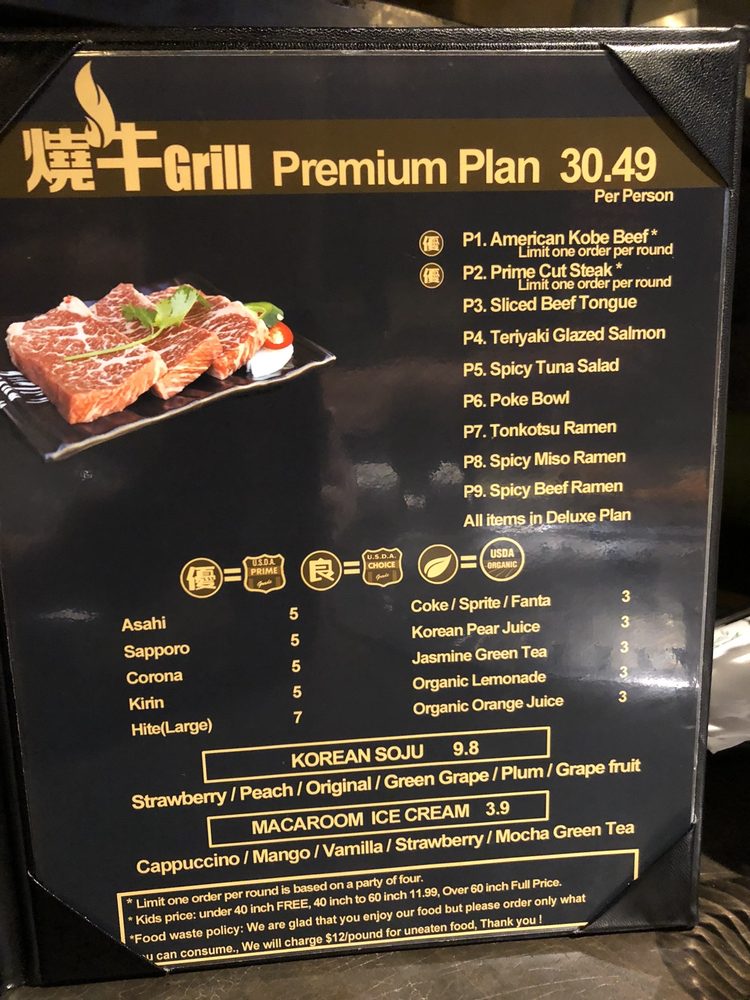 燒牛Grill Premium Plan 30.49
Per Person
優 P1. American Kobe Beef *
Limit one order per round
優 P2. Prime Cut Steak *
Limit one order per round
P3. Sliced Beef Tongue
P4. Teriyaki Glazed Salmon
P5. Spicy Tuna Salad
P6. Poke Bowl
P7. Tonkotsu Ramen
P8. Spicy Miso Ramen
P9. Spicy Beef Ramen
All items in Deluxe Plan
優 = U.S.D.A. PRIME Grade 良 = U.S.D.A. CHOICE Grade = USDA ORGANIC
Asahi 5
Sapporo 5
Corona 5
Kirin 5
Hite(Large) 7
Coke / Sprite / Fanta 3
Korean Pear Juice 3
Jasmine Green Tea 3
Organic Lemonade 3
Organic Orange Juice 3
KOREAN SOJU 9.8
Strawberry / Peach / Original / Green Grape / Plum / Grape fruit
MACAROOM ICE CREAM 3.9
Cappuccino / Mango / Vamilla / Strawberry / Mocha Green Tea
* Limit one order per round is based on a party of four.
* Kids price: under 40 inch FREE, 40 inch to 60 inch 11.99, Over 60 inch Full Price.
*Food waste policy: We are glad that you enjoy our food but please order only what
ou can consume., We will charge $12/pound for uneaten food, Thank you !